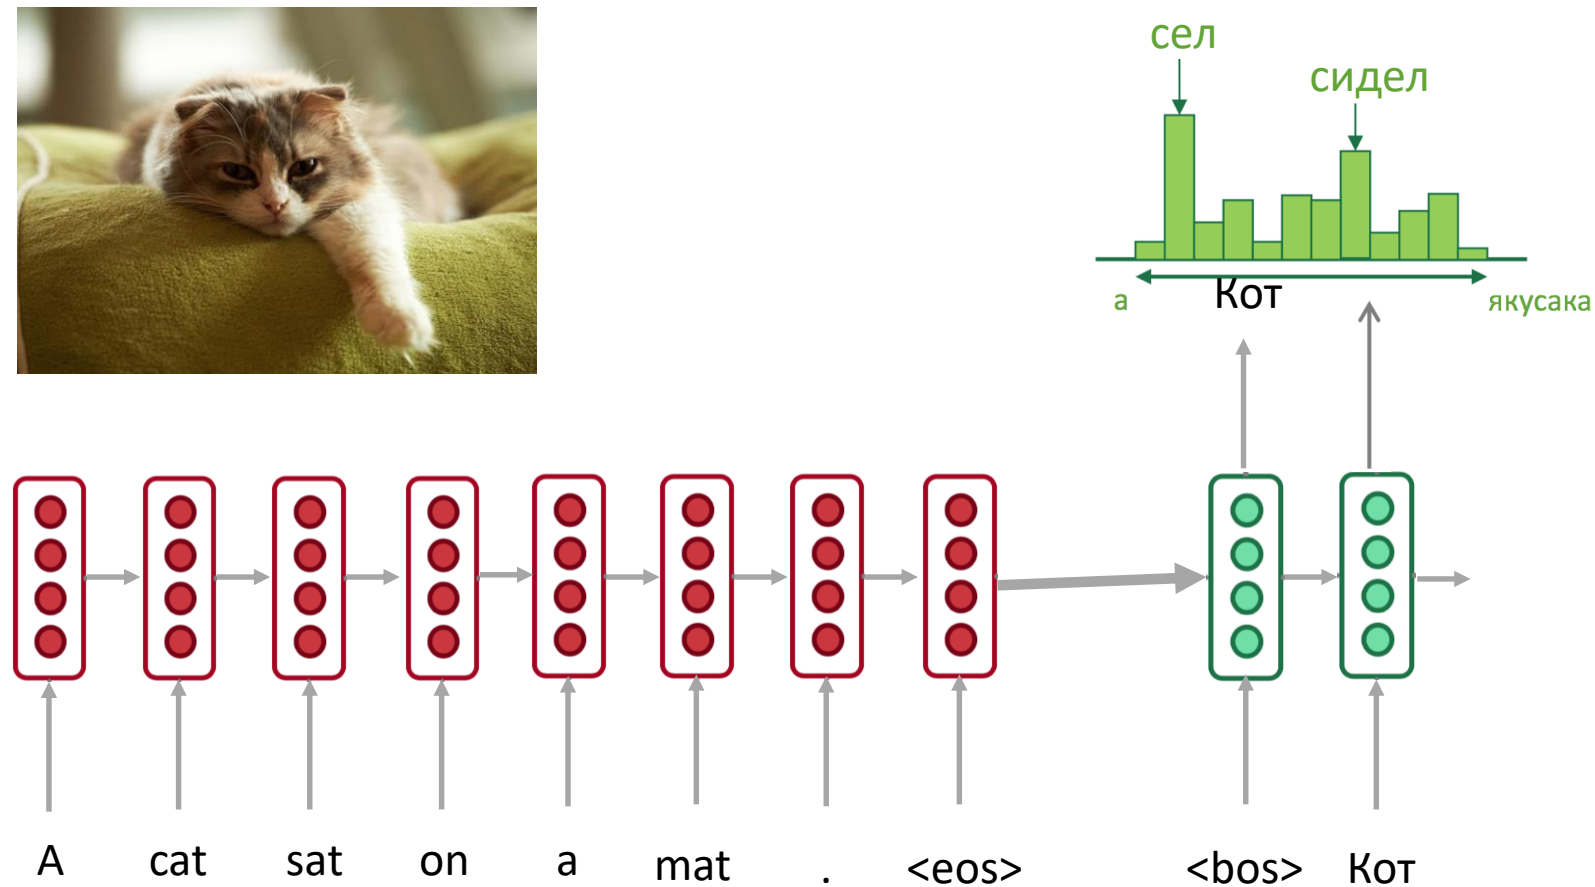 сел
сидел
а
Кот
якусака
A cat sat on a mat . <eos> <bos> Кот